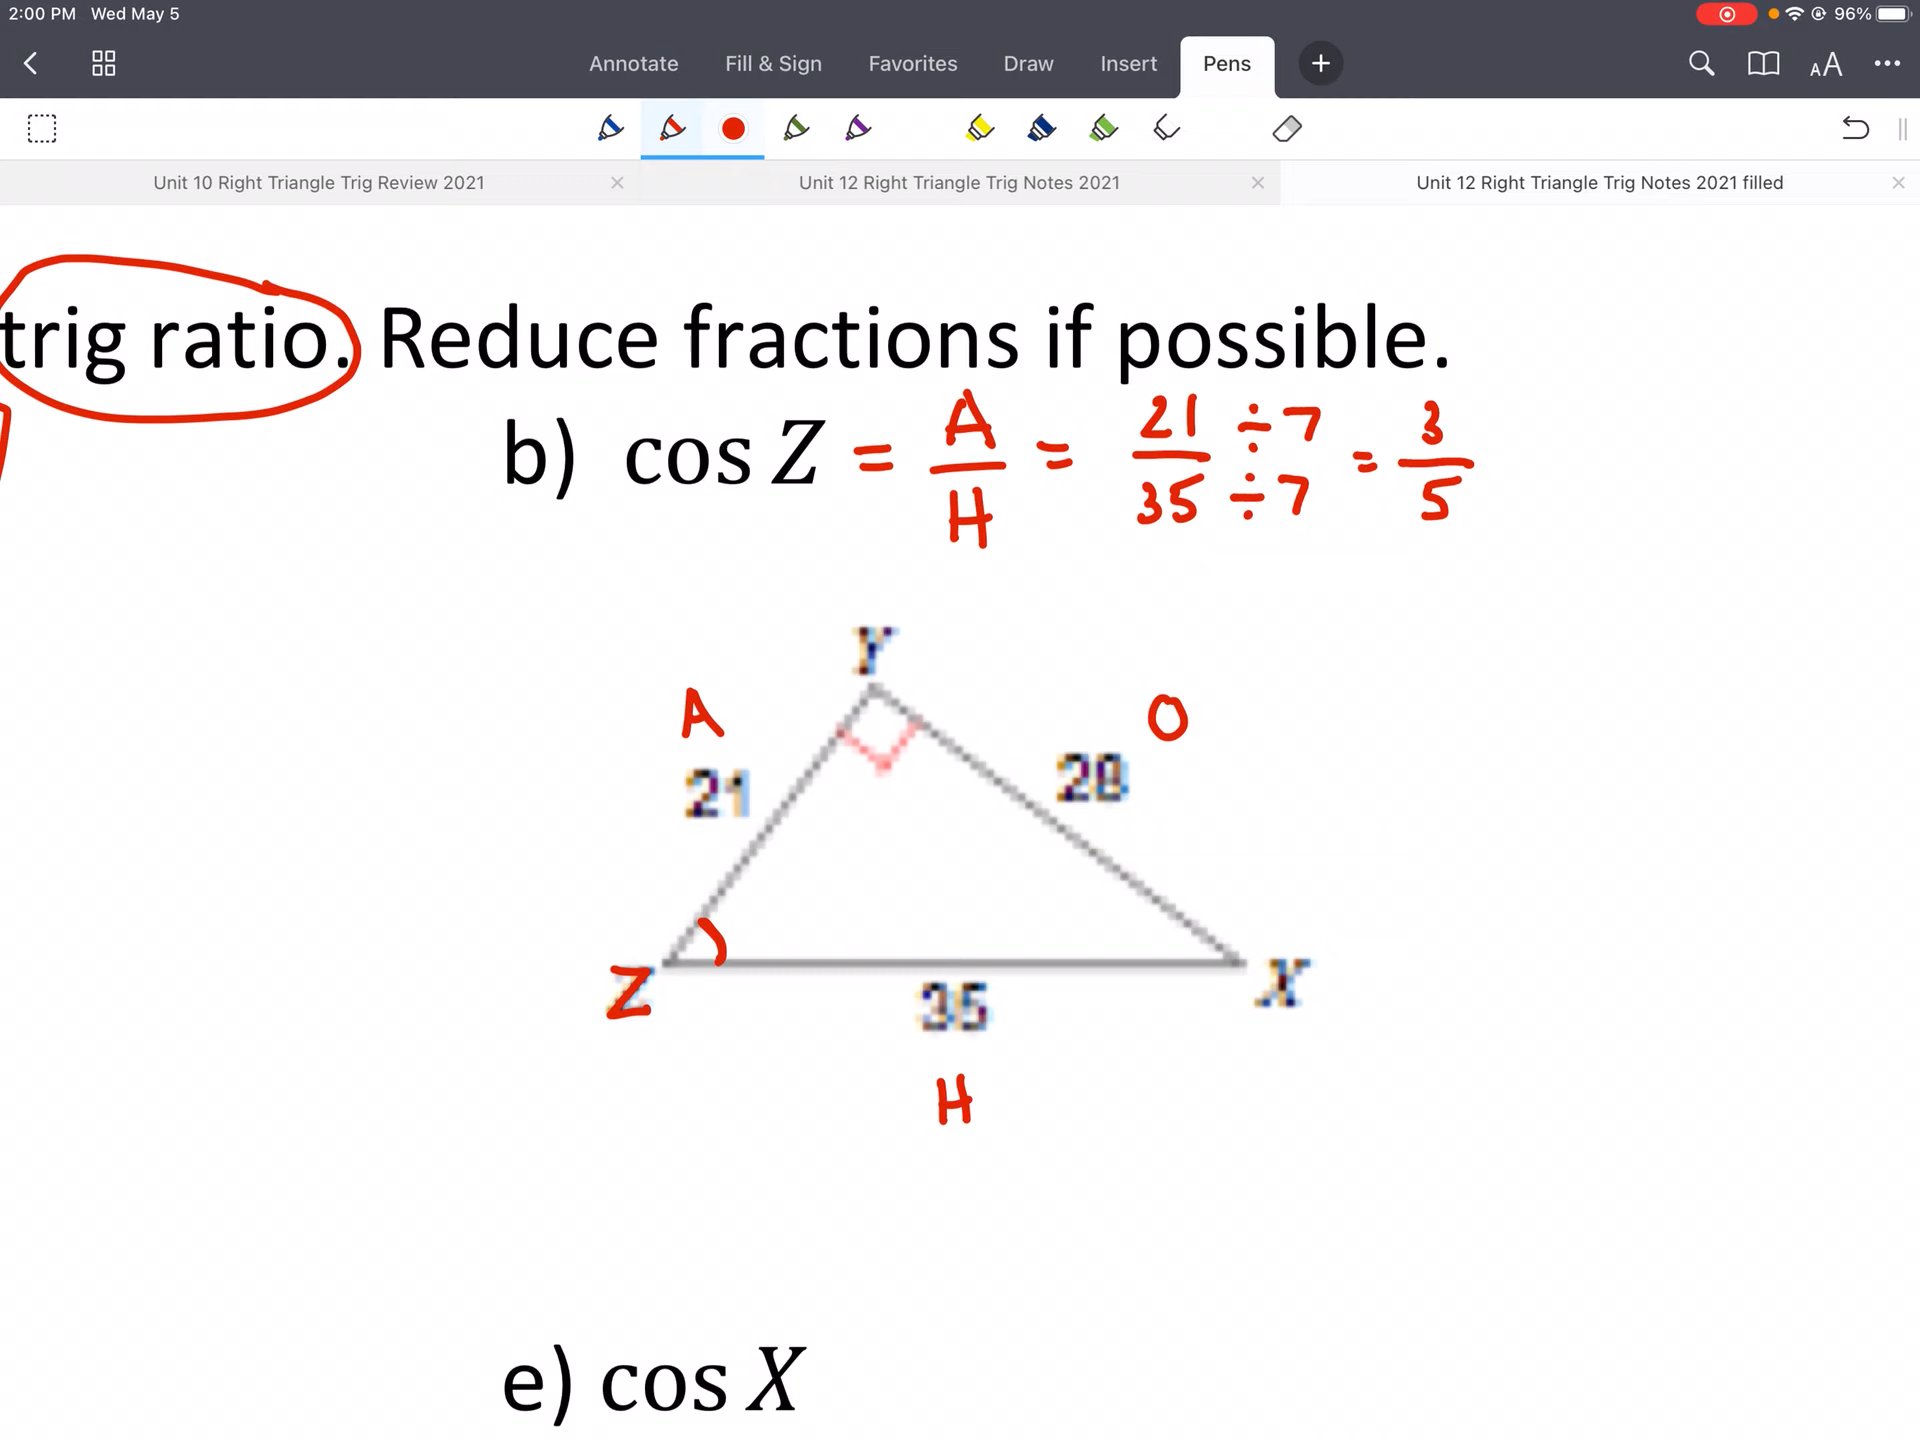 2:00 PM Wed May 5 96%
Annotate Fill & Sign Favorites Draw Insert Pens + AA
Unit 10 Right Triangle Trig Review 2021 × Unit 12 Right Triangle Trig Notes 2021 × Unit 12 Right Triangle Trig Notes 2021 filled ×
trig ratio. Reduce fractions if possible.
b) cos Z = A/H = 21 ÷7 / 35 ÷7 = 3/5
Y
A
O
21
28
Z
X
35
H
e) cos X